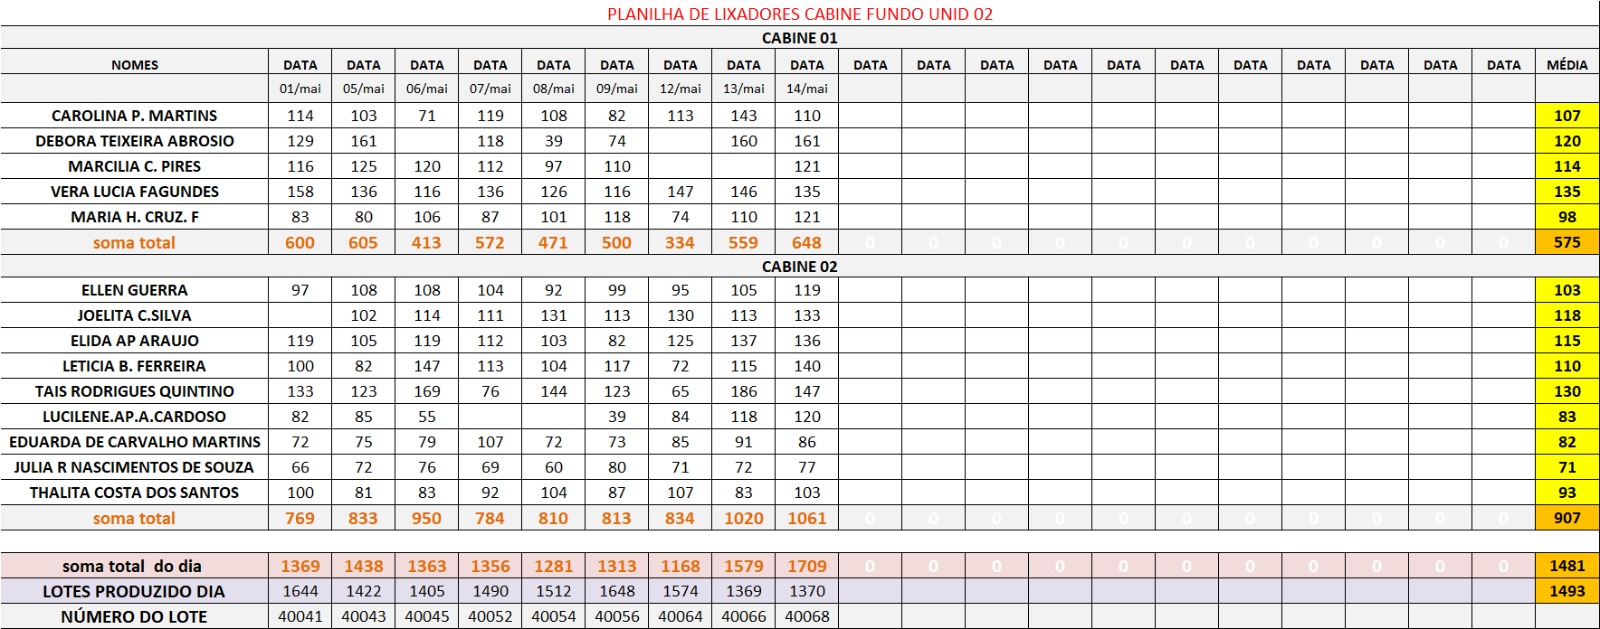 PLANILHA DE LIXADORES CABINE FUNDO UNID 02
CABINE 01
NOMES DATA DATA DATA DATA DATA DATA DATA DATA DATA DATA DATA DATA DATA DATA DATA DATA DATA DATA DATA DATA MÉDIA
01/mai 05/mai 06/mai 07/mai 08/mai 09/mai 12/mai 13/mai 14/mai
CAROLINA P. MARTINS 114 103 71 119 108 82 113 143 110 107
DEBORA TEIXEIRA ABROSIO 129 161 118 39 74 160 161 120
MARCILIA C. PIRES 116 125 120 112 97 110 121 114
VERA LUCIA FAGUNDES 158 136 116 136 126 116 147 146 135 135
MARIA H. CRUZ. F 83 80 106 87 101 118 74 110 121 98
soma total 600 605 413 572 471 500 334 559 648 0 0 0 0 0 0 0 0 0 0 0 575
CABINE 02
ELLEN GUERRA 97 108 108 104 92 99 95 105 119 103
JOELITA C.SILVA 102 114 111 131 113 130 113 133 118
ELIDA AP ARAUJO 119 105 119 112 103 82 125 137 136 115
LETICIA B. FERREIRA 100 82 147 113 104 117 72 115 140 110
TAIS RODRIGUES QUINTINO 133 123 169 76 144 123 65 186 147 130
LUCILENE.AP.A.CARDOSO 82 85 55 39 84 118 120 83
EDUARDA DE CARVALHO MARTINS 72 75 79 107 72 73 85 91 86 82
JULIA R NASCIMENTOS DE SOUZA 66 72 76 69 60 80 71 72 77 71
THALITA COSTA DOS SANTOS 100 81 83 92 104 87 107 83 103 93
soma total 769 833 950 784 810 813 834 1020 1061 0 0 0 0 0 0 0 0 0 0 0 907
soma total do dia 1369 1438 1363 1356 1281 1313 1168 1579 1709 0 0 0 0 0 0 0 0 0 0 0 1481
LOTES PRODUZIDO DIA 1644 1422 1405 1490 1512 1648 1574 1369 1370 1493
NÚMERO DO LOTE 40041 40043 40045 40052 40054 40056 40064 40066 40068